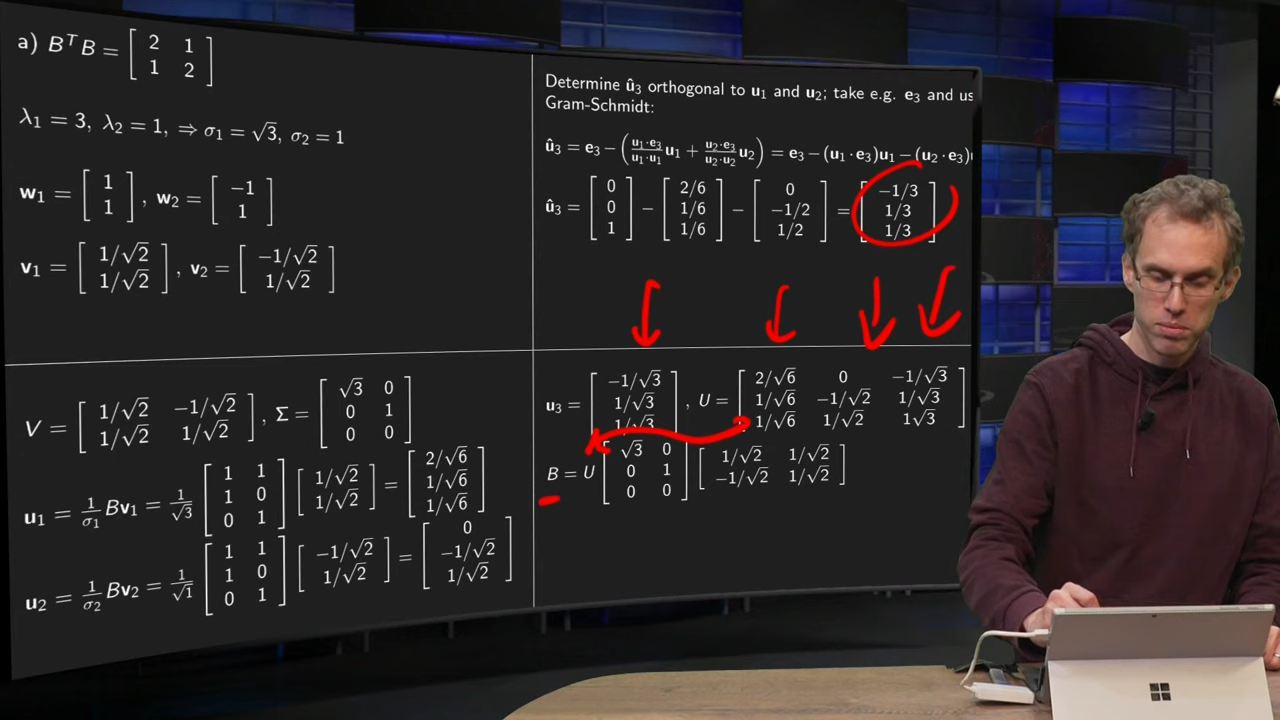 a) BᵀB = [ 2 1 ; 1 2 ]
λ₁ = 3, λ₂ = 1, ⇒ σ₁ = √3, σ₂ = 1
w₁ = [ 1 ; 1 ], w₂ = [ −1 ; 1 ]
v₁ = [ 1/√2 ; 1/√2 ], v₂ = [ −1/√2 ; 1/√2 ]
V = [ 1/√2 −1/√2 ; 1/√2 1/√2 ], Σ = [ √3 0 ; 0 1 ; 0 0 ]
u₁ = 1/σ₁ Bv₁ = 1/√3 [ 1 1 ; 1 0 ; 0 1 ] [ 1/√2 ; 1/√2 ] = [ 2/√6 ; 1/√6 ; 1/√6 ]
u₂ = 1/σ₂ Bv₂ = 1/√1 [ 1 1 ; 1 0 ; 0 1 ] [ −1/√2 ; 1/√2 ] = [ 0 ; −1/√2 ; 1/√2 ]
Determine û₃ orthogonal to u₁ and u₂; take e.g. e₃ and us
Gram-Schmidt:
û₃ = e₃ − ( u₁·e₃/u₁·u₁ u₁ + u₂·e₃/u₂·u₂ u₂ ) = e₃ − (u₁ · e₃)u₁ − (u₂ · e₃)
û₃ = [ 0 ; 0 ; 1 ] − [ 2/6 ; 1/6 ; 1/6 ] − [ 0 ; −1/2 ; 1/2 ] = [ −1/3 ; 1/3 ; 1/3 ]
u₃ = [ −1/√3 ; 1/√3 ; 1/√3 ], U = [ 2/√6 0 −1/√3 ; 1/√6 −1/√2 1/√3 ; 1/√6 1/√2 1√3 ]
B = U [ √3 0 ; 0 1 ; 0 0 ] [ 1/√2 1/√2 ; −1/√2 1/√2 ]